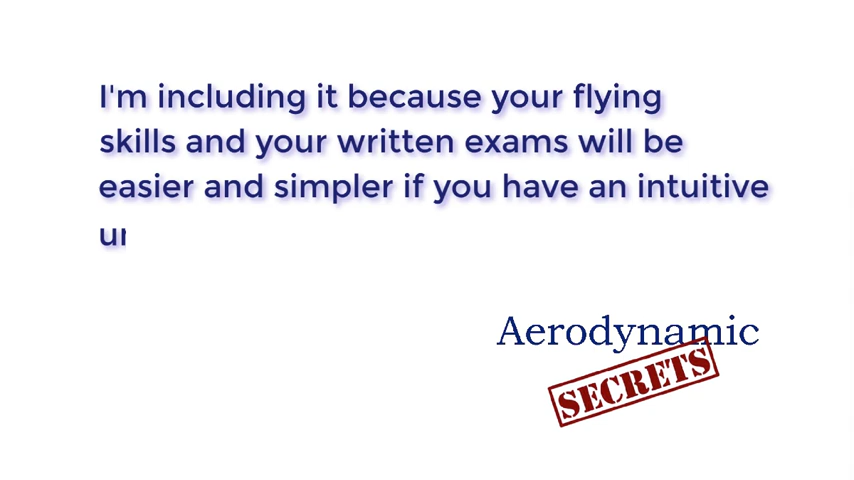 I'm including it because your flying
skills and your written exams will be
easier and simpler if you have an intuitive
Aerodynamic
SECRETS